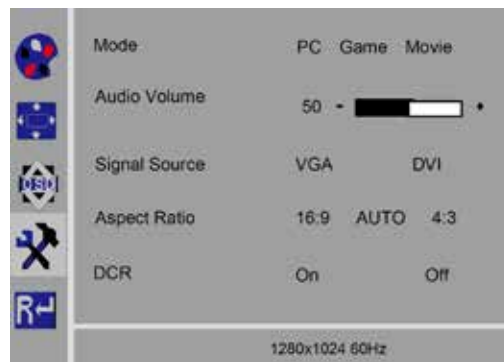 Mode PC Game Movie
Audio Volume 50 - +
Signal Source VGA DVI
OSD
Aspect Ratio 16:9 AUTO 4:3
DCR On Off
R
1280x1024 60Hz